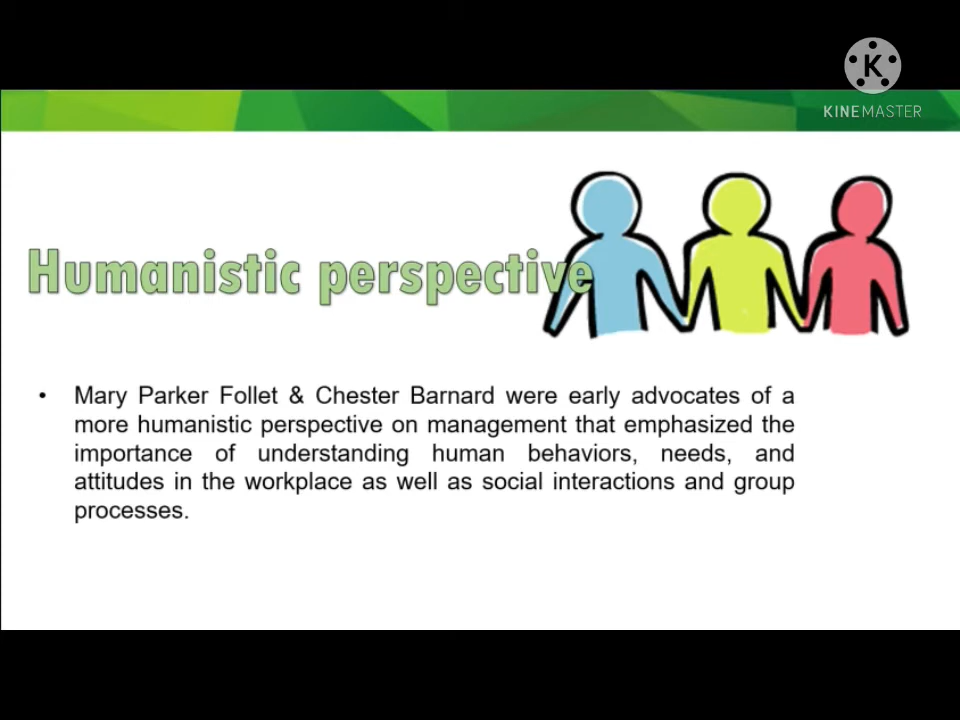 K
KINEMASTER
Humanistic perspective
• Mary Parker Follet & Chester Barnard were early advocates of a
more humanistic perspective on management that emphasized the
importance of understanding human behaviors, needs, and
attitudes in the workplace as well as social interactions and group
processes.